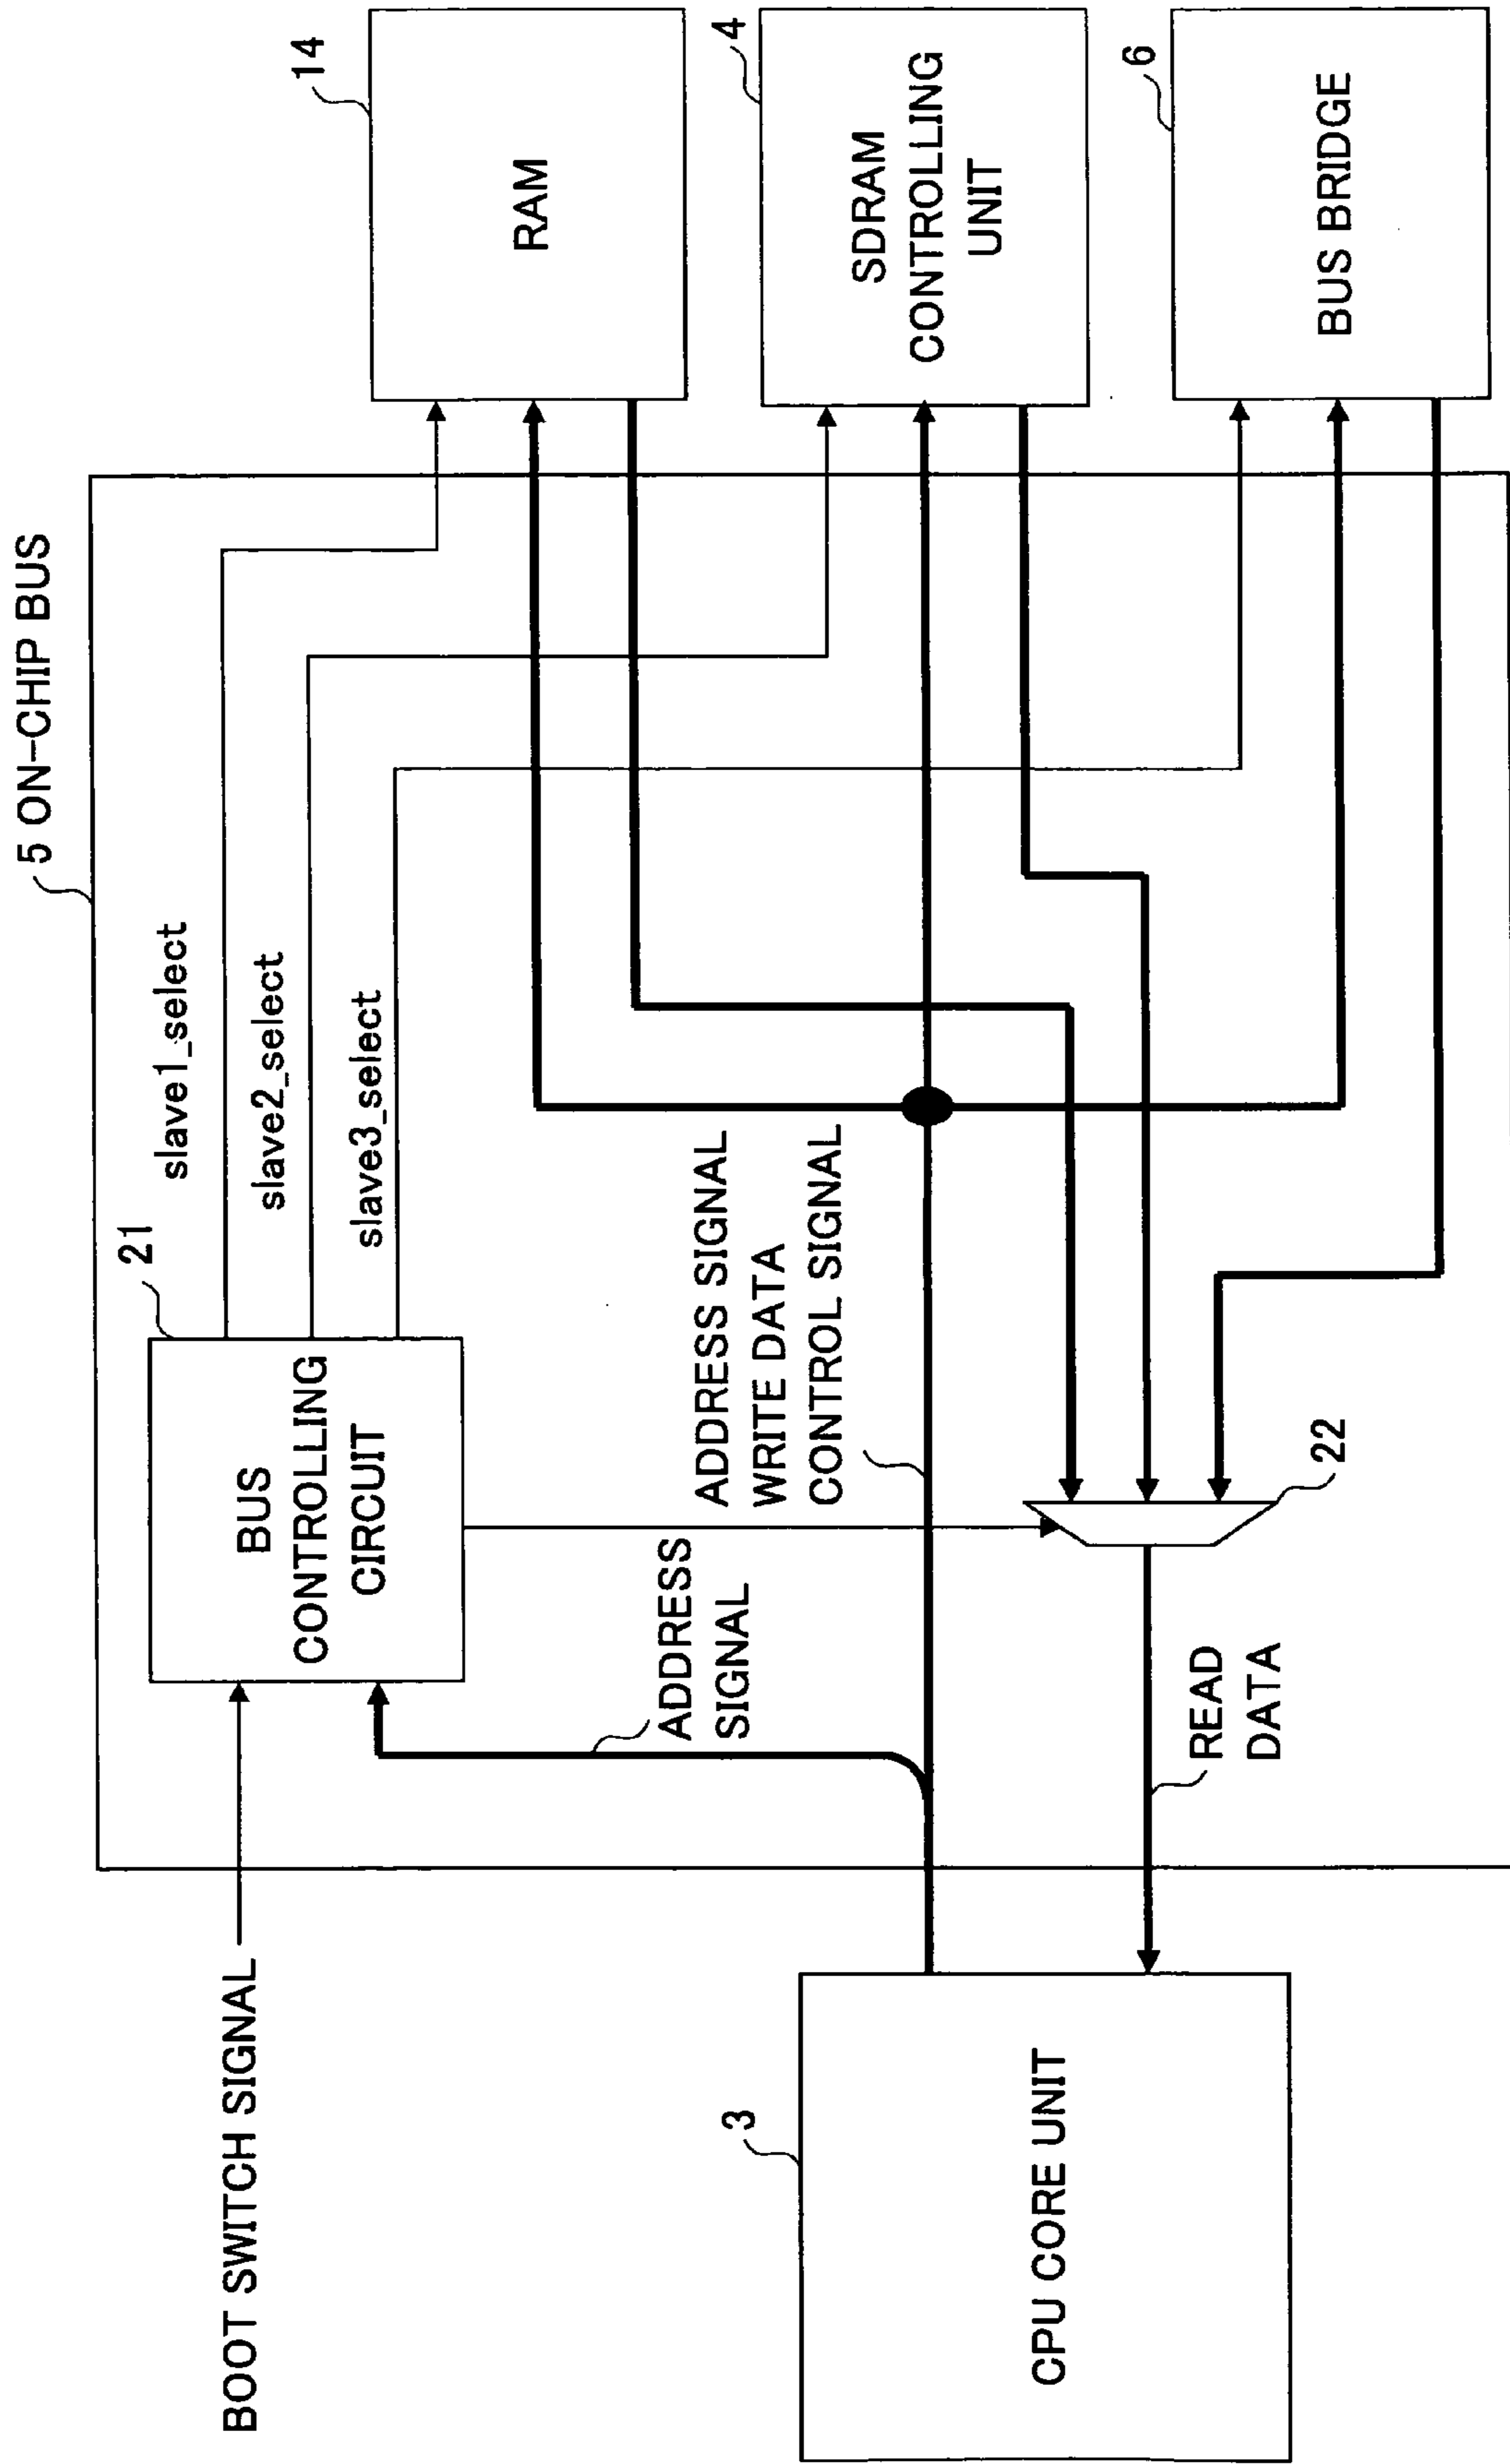 5 ON-CHIP BUS
BOOT SWITCH SIGNAL
21
BUS
CONTROLLING
CIRCUIT
slave1_select
slave2_select
slave3_select
14
RAM
4
SDRAM
CONTROLLING
UNIT
6
BUS BRIDGE
ADDRESS
SIGNAL
ADDRESS SIGNAL
WRITE DATA
CONTROL SIGNAL
3
CPU CORE UNIT
READ
DATA
22